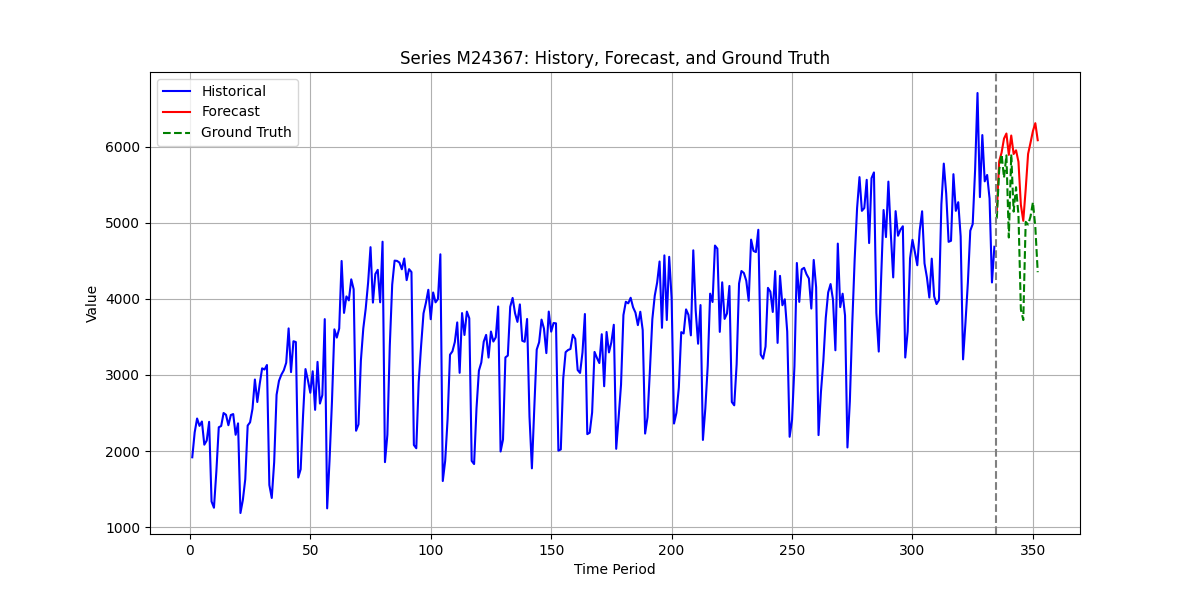 Series M24367: History, Forecast, and Ground Truth
Historical
Forecast
Ground Truth
6000
5000
4000
3000
2000
1000
Value
0 50 100 150 200 250 300 350
Time Period